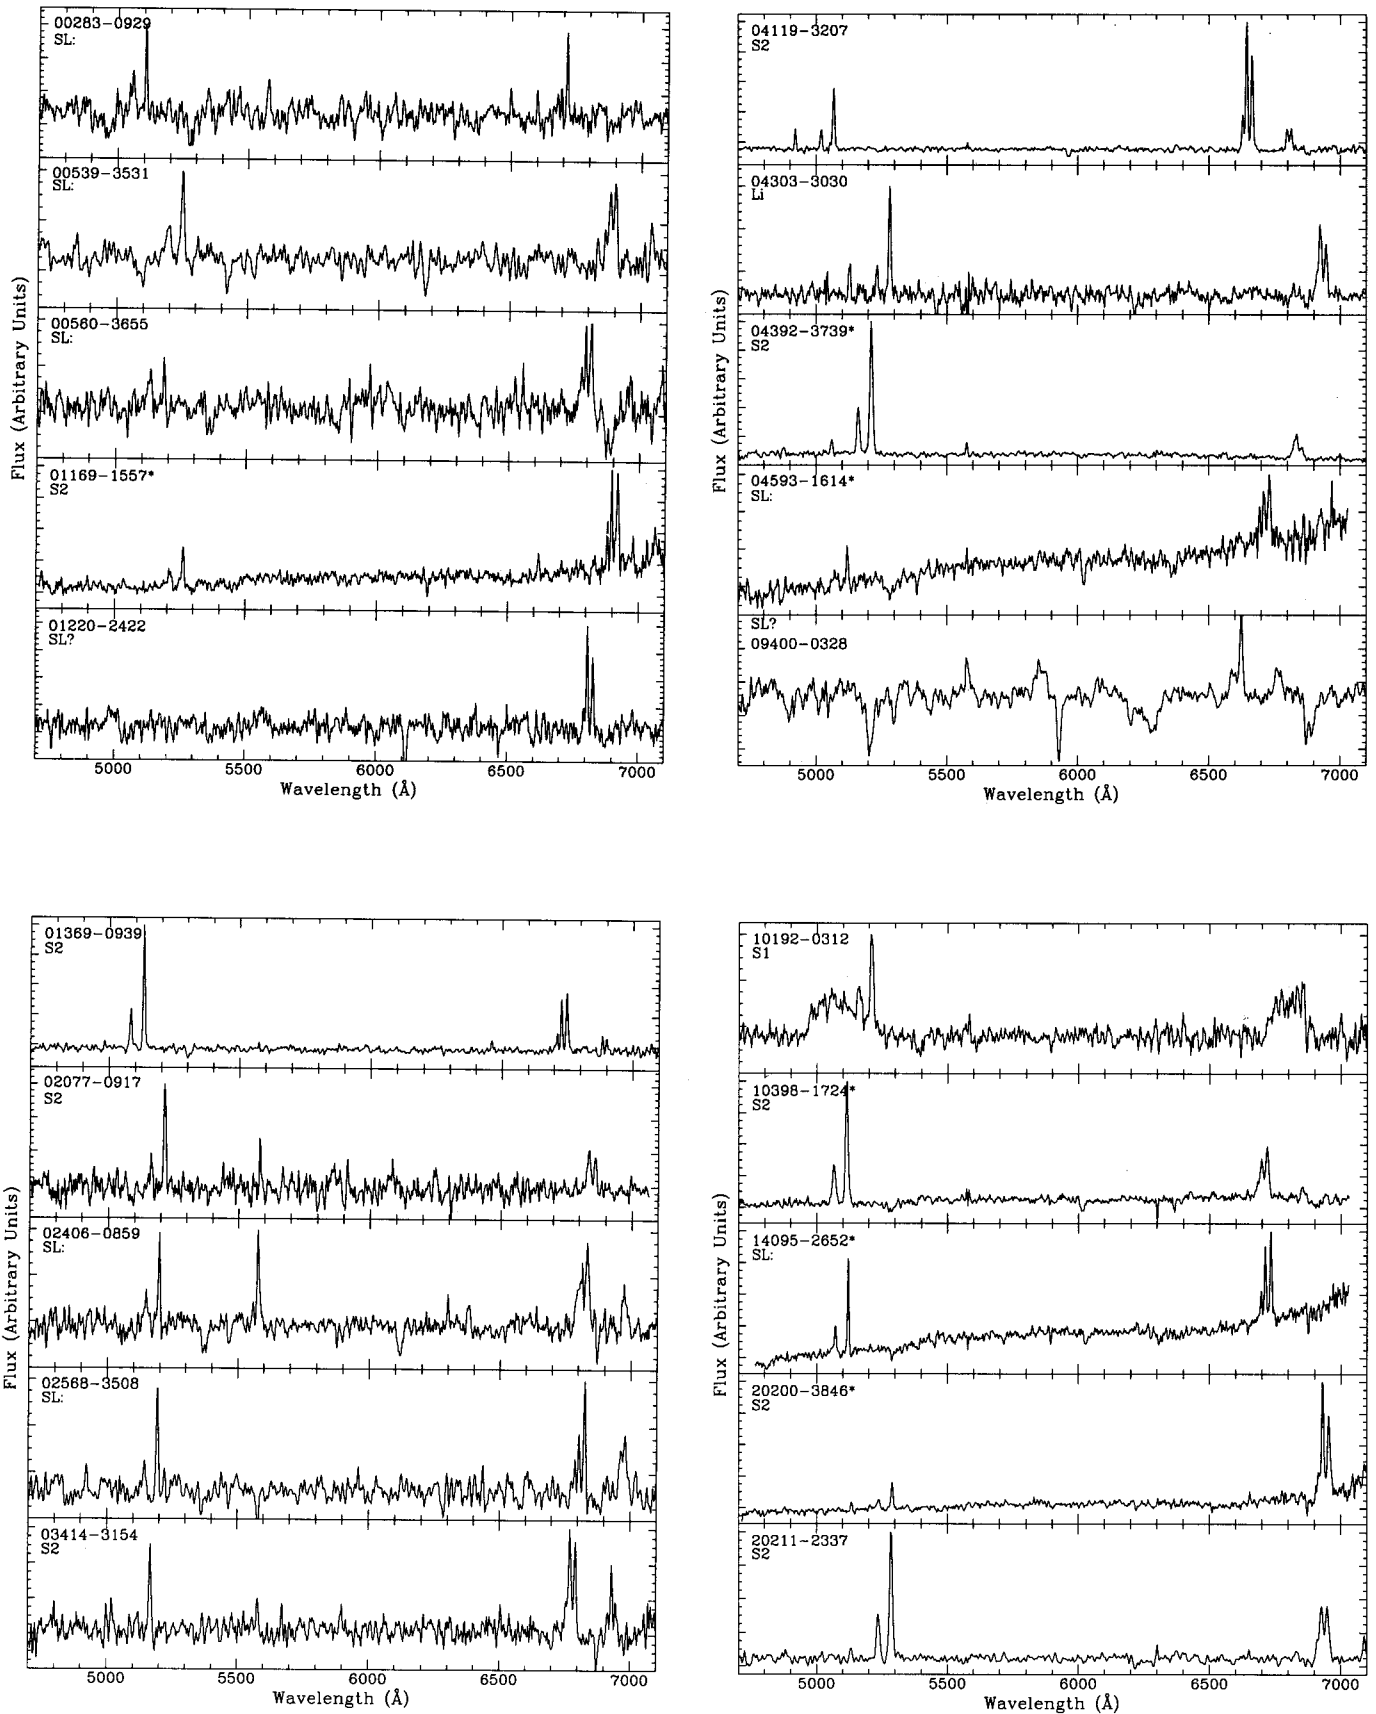 00283-0929
SL:
00539-3531
SL:
00560-3655
SL:
01169-1557*
S2
01220-2422
SL?
Flux (Arbitrary Units)
5000 5500 6000 6500 7000
Wavelength (Å)
04119-3207
S2
04303-3030
Li
04392-3739*
S2
04593-1614*
SL:
SL?
09400-0328
Flux (Arbitrary Units)
5000 5500 6000 6500 7000
Wavelength (Å)
01369-0939
S2
02077-0917
S2
02406-0859
SL:
02568-3508
SL:
03414-3154
S2
Flux (Arbitrary Units)
5000 5500 6000 6500 7000
Wavelength (Å)
10192-0312
S1
10398-1724*
S2
14095-2652*
SL:
20200-3846*
S2
20211-2337
S2
Flux (Arbitrary Units)
5000 5500 6000 6500 7000
Wavelength (Å)